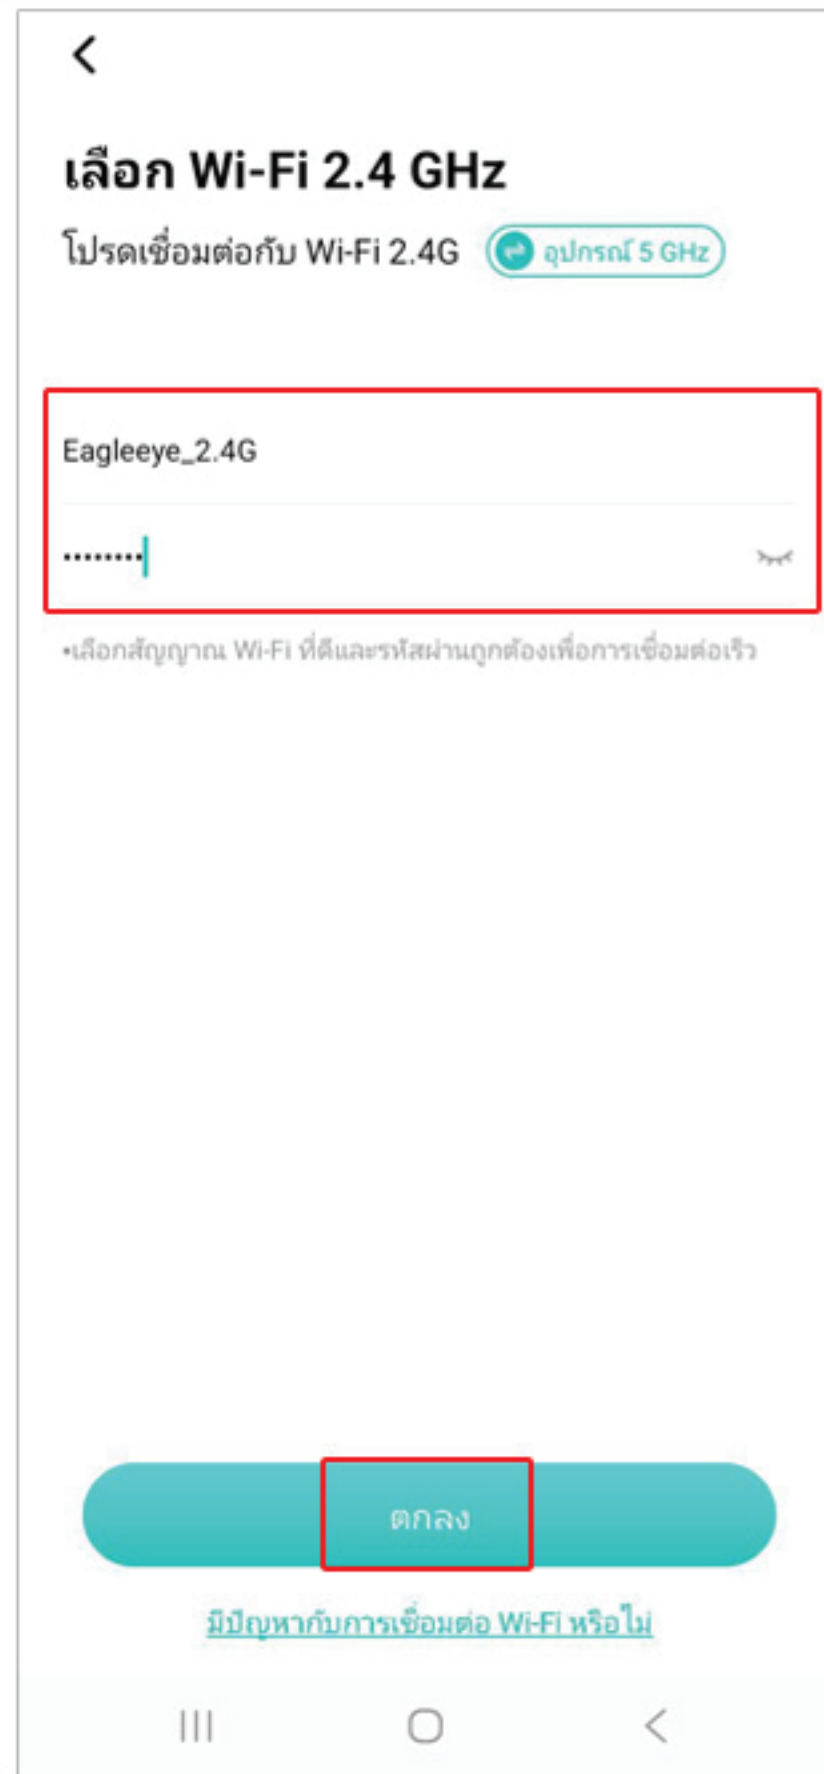 เลือก Wi-Fi 2.4 GHz
โปรดเชื่อมต่อกับ Wi-Fi 2.4G อุปกรณ์ 5 GHz
Eagleeye_2.4G
••••••••
•เลือกสัญญาณ Wi-Fi ที่ดีและรหัสผ่านถูกต้องเพื่อการเชื่อมต่อเร็ว
ตกลง
มีปัญหากับการเชื่อมต่อ Wi-Fi หรือไม่